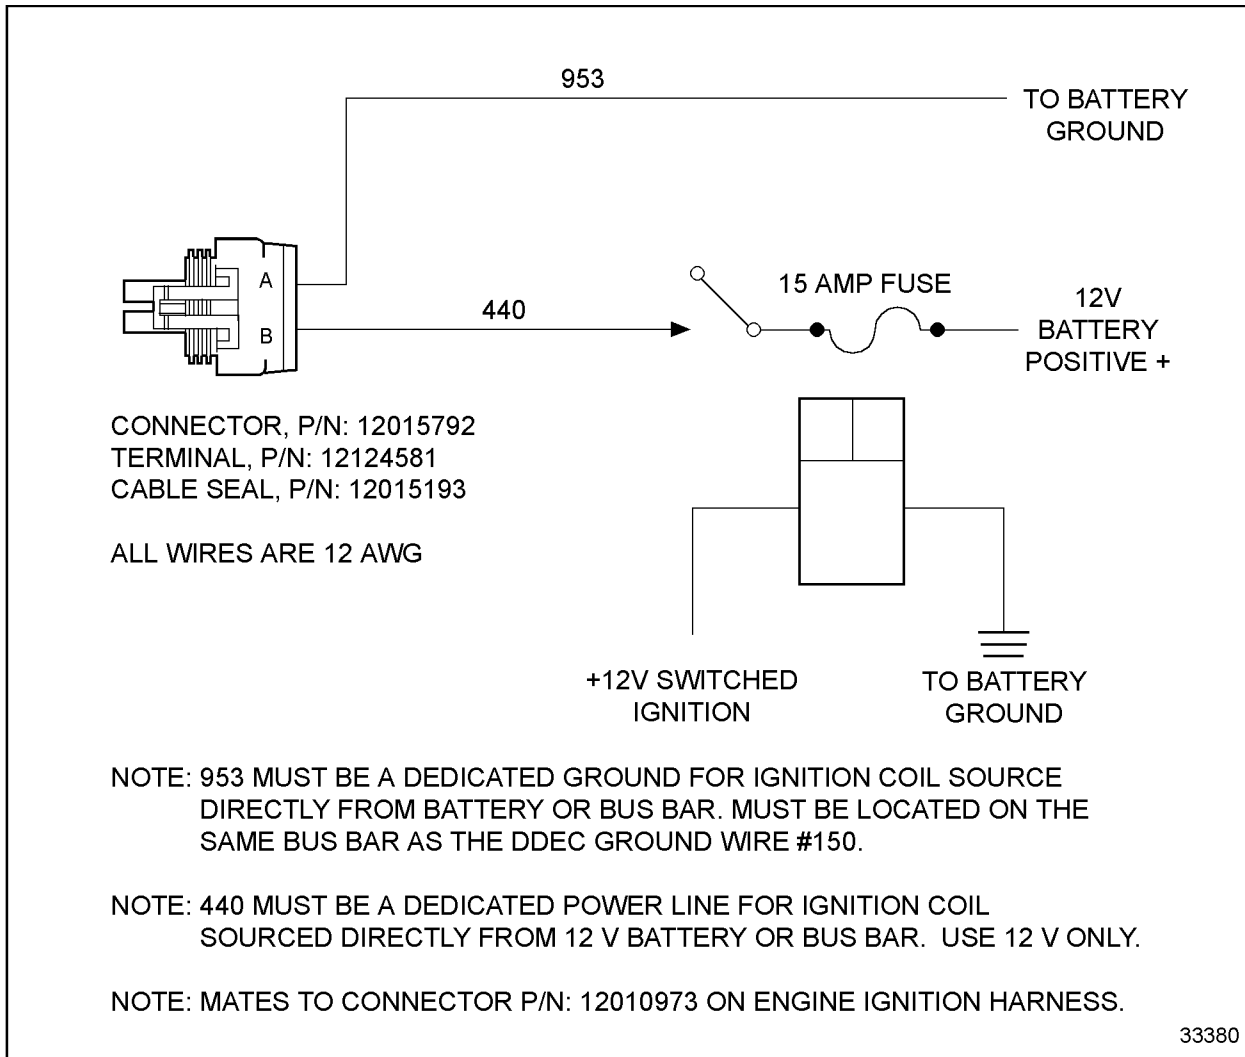 953
TO BATTERY
GROUND
A
B
440
15 AMP FUSE
12V
BATTERY
POSITIVE +
CONNECTOR, P/N: 12015792
TERMINAL, P/N: 12124581
CABLE SEAL, P/N: 12015193
ALL WIRES ARE 12 AWG
+12V SWITCHED
IGNITION
TO BATTERY
GROUND
NOTE: 953 MUST BE A DEDICATED GROUND FOR IGNITION COIL SOURCE
DIRECTLY FROM BATTERY OR BUS BAR. MUST BE LOCATED ON THE
SAME BUS BAR AS THE DDEC GROUND WIRE #150.
NOTE: 440 MUST BE A DEDICATED POWER LINE FOR IGNITION COIL
SOURCED DIRECTLY FROM 12 V BATTERY OR BUS BAR. USE 12 V ONLY.
NOTE: MATES TO CONNECTOR P/N: 12010973 ON ENGINE IGNITION HARNESS.
33380